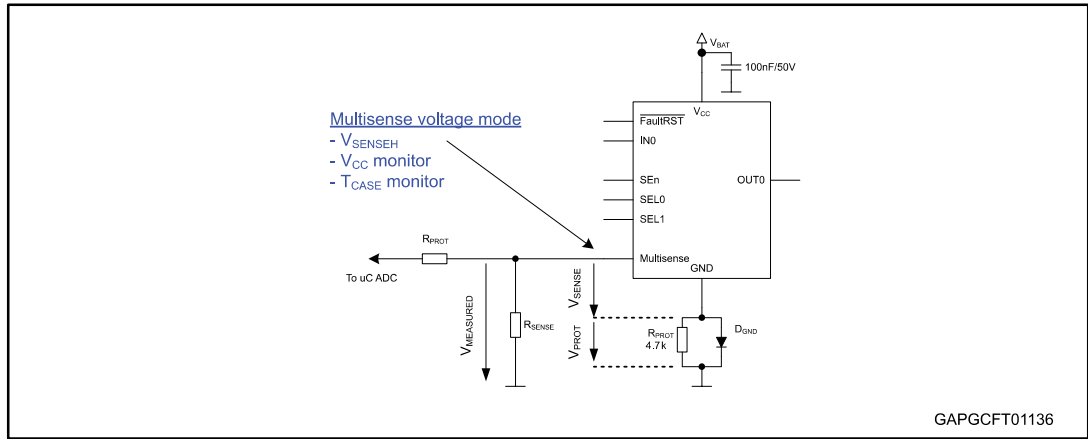 V_BAT
100nF/50V
V_CC
Multisense voltage mode
- V_SENSEH
- V_CC monitor
- T_CASE monitor
FaultRST
IN0
SEn
SEL0
SEL1
OUT0
Multisense
GND
R_PROT
To uC ADC
V_MEASURED
R_SENSE
V_SENSE
V_PROT
R_PROT
4.7k
D_GND
GAPGCFT01136